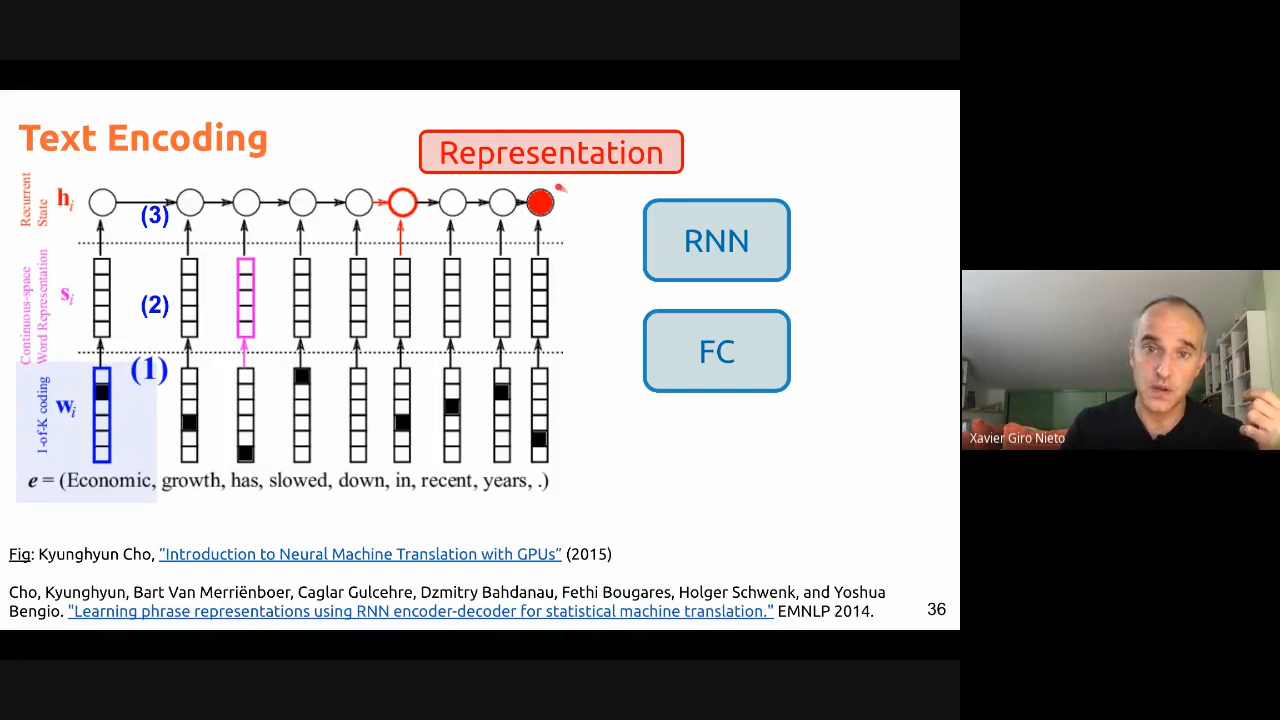 Text Encoding
Representation
Recurrent
State
hi
(3)
RNN
Continuous-space
Word Representation
si
(2)
FC
(1)
1-of-K coding
wi
e = (Economic, growth, has, slowed, down, in, recent, years, .)
Xavier Giro Nieto
Fig: Kyunghyun Cho, “Introduction to Neural Machine Translation with GPUs” (2015)
Cho, Kyunghyun, Bart Van Merriënboer, Caglar Gulcehre, Dzmitry Bahdanau, Fethi Bougares, Holger Schwenk, and Yoshua
Bengio. "Learning phrase representations using RNN encoder-decoder for statistical machine translation." EMNLP 2014.
36